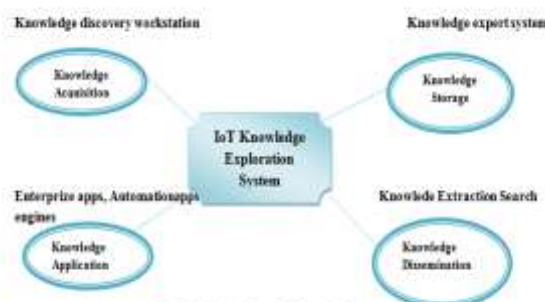 Knowledge discovery workstation
Knowledge expert system
Knowledge
Acquisition
Knowledge
Storage
IoT Knowledge
Exploration
System
Enterprize apps, Automationapps
engines
Knowlede Extraction Search
Knowledge
Application
Knowledge
Dissemination